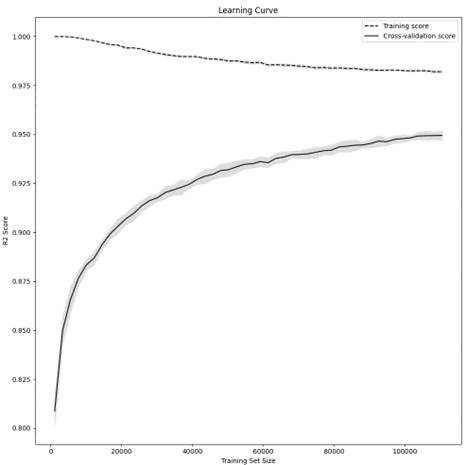 Learning Curve
Training score
Cross-validation score
1.000
0.975
0.950
0.925
0.900
0.875
0.850
0.825
0.800
R2 Score
0 20000 40000 60000 80000 100000
Training Set Size